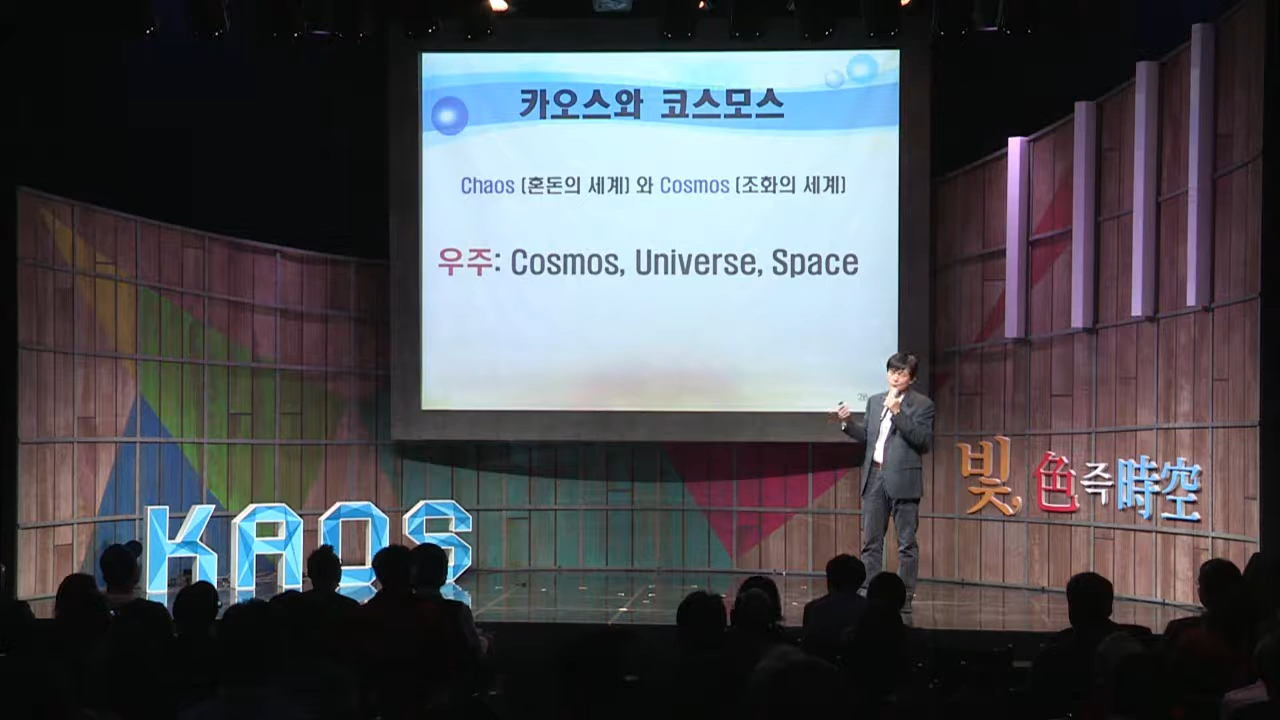 카오스와 코스모스
Chaos (혼돈의 세계) 와 Cosmos (조화의 세계)
우주: Cosmos, Universe, Space
26
KAOS
빛, 色즉時空